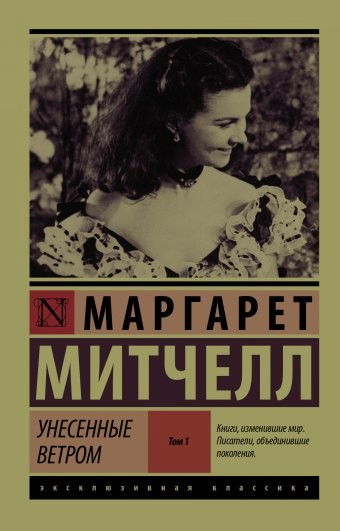 N
МАРГАРЕТ
МИТЧЕЛЛ
УНЕСЕННЫЕ
ВЕТРОМ
Том 1
Книги, изменившие мир.
Писатели, объединившие
поколения.
эксклюзивная классика